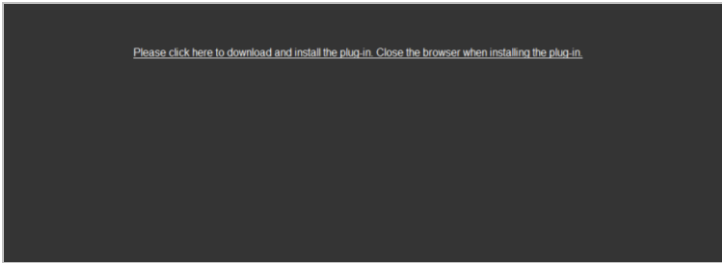 Please click here to download and install the plug-in. Close the browser when installing the plug-in.